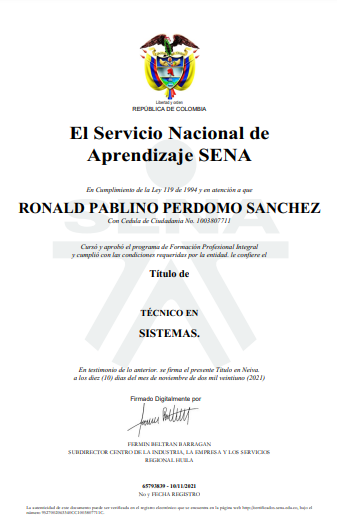 Libertad y orden
REPÚBLICA DE COLOMBIA
El Servicio Nacional de
Aprendizaje SENA
En Cumplimiento de la Ley 119 de 1994 y en atención a que
RONALD PABLINO PERDOMO SANCHEZ
Con Cedula de Ciudadania No. 1003807711
Cursó y aprobó el programa de Formación Profesional Integral
y cumplió con las condiciones requeridas por la entidad, le confiere el
Título de
TÉCNICO EN
SISTEMAS.
En testimonio de lo anterior, se firma el presente Título en Neiva,
a los diez (10) días del mes de noviembre de dos mil veintiuno (2021)
Firmado Digitalmente por
FERMIN BELTRAN BARRAGAN
SUBDIRECTOR CENTRO DE LA INDUSTRIA, LA EMPRESA Y LOS SERVICIOS
REGIONAL HUILA
65793839 - 10/11/2021
No y FECHA REGISTRO
La autenticidad de este documento puede ser verificada en el registro electrónico que se encuentra en la página web http://certificados.sena.edu.co, bajo el
número
SENA